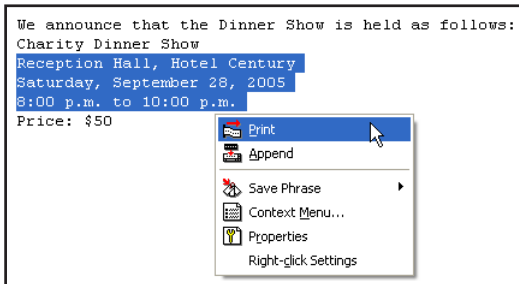 We announce that the Dinner Show is held as follows:
Charity Dinner Show
Reception Hall, Hotel Century
Saturday, September 28, 2005
8:00 p.m. to 10:00 p.m.
Price: $50
Print
Append
Save Phrase
Context Menu...
Properties
Right-click Settings